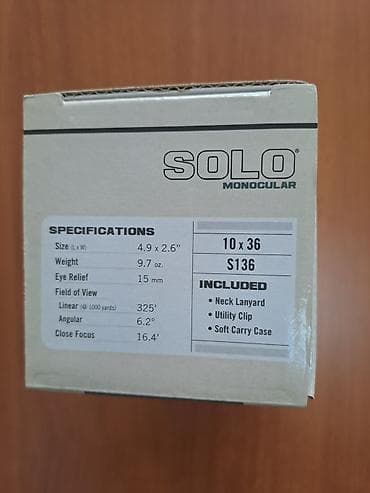 SOLO®
MONOCULAR
SPECIFICATIONS
Size (L x W) 4.9 x 2.6"
Weight 9.7 oz.
Eye Relief 15 mm
Field of View
Linear (@ 1000 yards) 325'
Angular 6.2°
Close Focus 16.4'
10 x 36
S136
INCLUDED
• Neck Lanyard
• Utility Clip
• Soft Carry Case